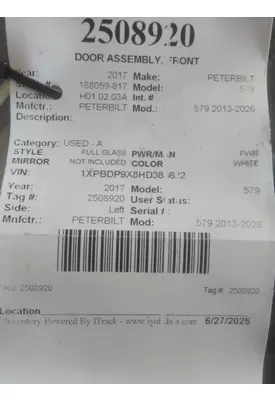 2508920
DOOR ASSEMBLY, FRONT
Year: 2017 Make: PETERBILT
188059-817 Model: 579
Location: H01.02.03A Int. #
Mnfctr.: PETERBILT Mod: 579 2013-2026
Description:
Category: USED - A
STYLE FULL GLASS PWR/MAN PWR
MIRROR NOT INCLUDED COLOR WHITE
VIN:
Year: 2017 Model: 579
Tag #: 2508920 User Status:
Side: Left Serial #:
Mnfctr.: PETERBILT Mod: 579 2013-2026
2508920 Tag #: 2508920
Location
Inventory Powered By ITrack - 6/27/2025